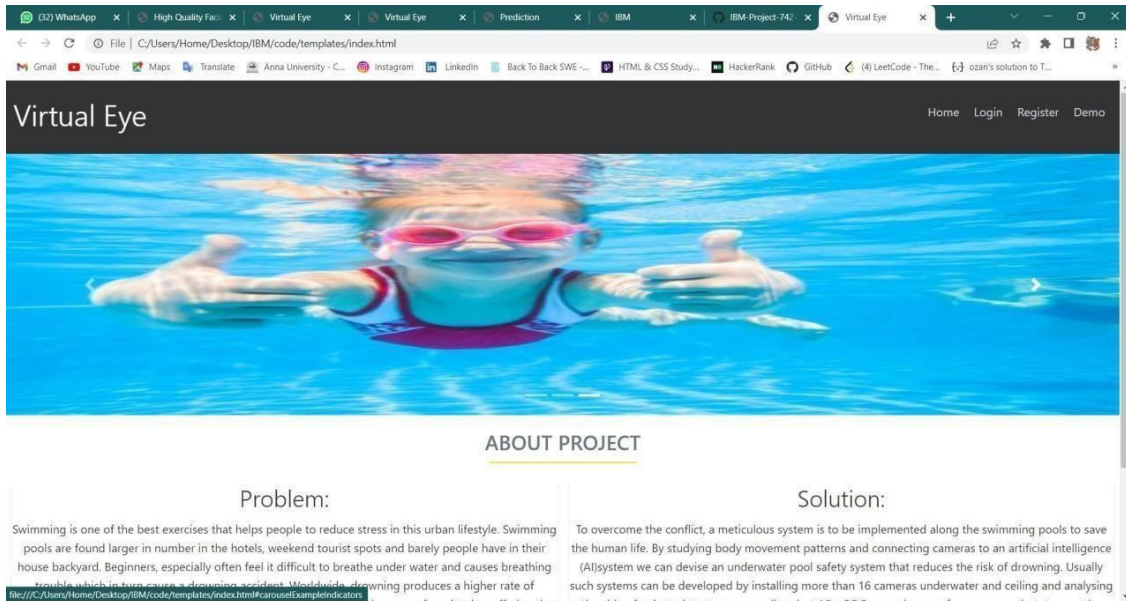 (32) WhatsApp
High Quality Faci
Virtual Eye
Virtual Eye
Prediction
IBM
IBM-Project-742
Virtual Eye
File | C:/Users/Home/Desktop/IBM/code/templates/index.html
Gmail YouTube Maps Translate Anna University - C... Instagram LinkedIn Back To Back SWE -... HTML & CSS Study... HackerRank GitHub (4) LeetCode - The... ozan's solution to T...
Virtual Eye
Home Login Register Demo
ABOUT PROJECT
Problem:
Swimming is one of the best exercises that helps people to reduce stress in this urban lifestyle. Swimming
pools are found larger in number in the hotels, weekend tourist spots and barely people have in their
house backyard. Beginners, especially often feel it difficult to breathe under water and causes breathing
trouble which in turn cause a drowning accident. Worldwide, drowning produces a higher rate of
Solution:
To overcome the conflict, a meticulous system is to be implemented along the swimming pools to save
the human life. By studying body movement patterns and connecting cameras to an artificial intelligence
(AI)system we can devise an underwater pool safety system that reduces the risk of drowning. Usually
such systems can be developed by installing more than 16 cameras underwater and ceiling and analysing
file:///C:/Users/Home/Desktop/IBM/code/templates/index.html#carouselExampleIndicators